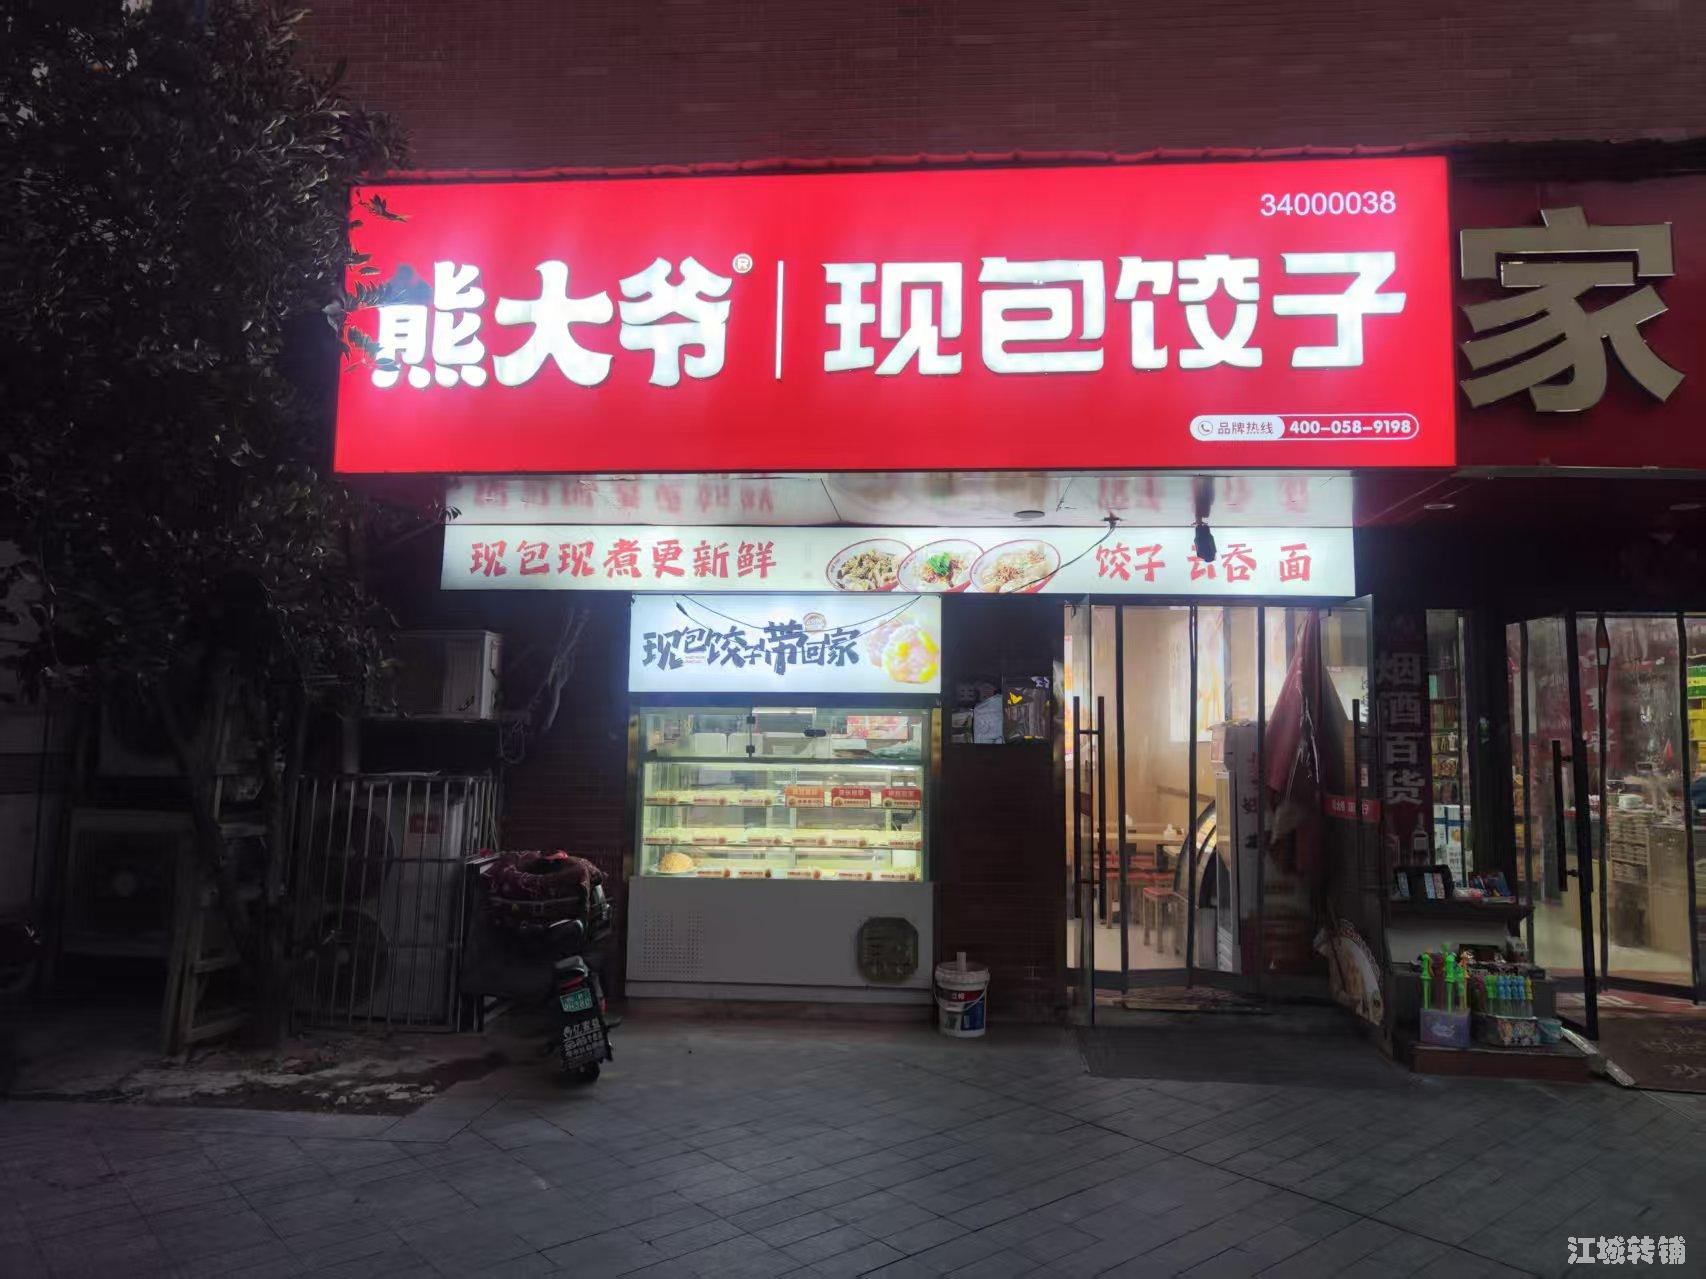 34000038
熊大爷® | 现包饺子
家
品牌热线 400-058-9198
现包现煮更新鲜
饺子 云吞 面
现包饺子带回家
烟酒百货
江城转铺